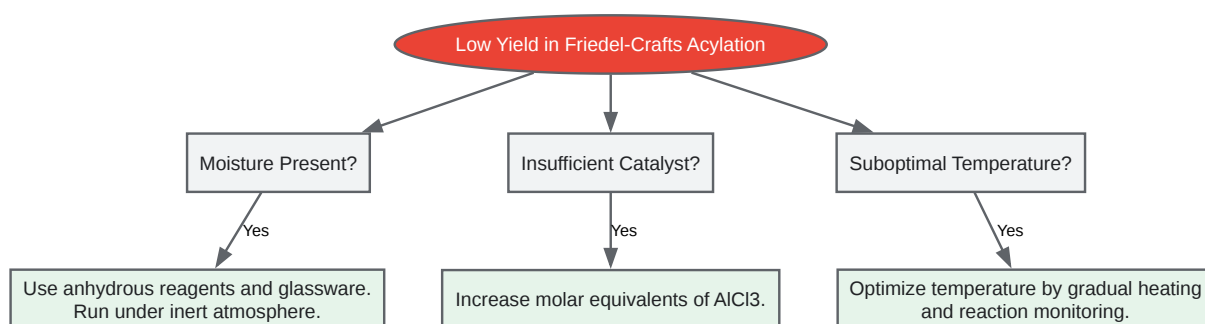 Low Yield in Friedel-Crafts Acylation
Moisture Present?
Insufficient Catalyst?
Suboptimal Temperature?
Yes
Yes
Yes
Use anhydrous reagents and glassware.
Run under inert atmosphere.
Increase molar equivalents of AlCl3.
Optimize temperature by gradual heating
and reaction monitoring.